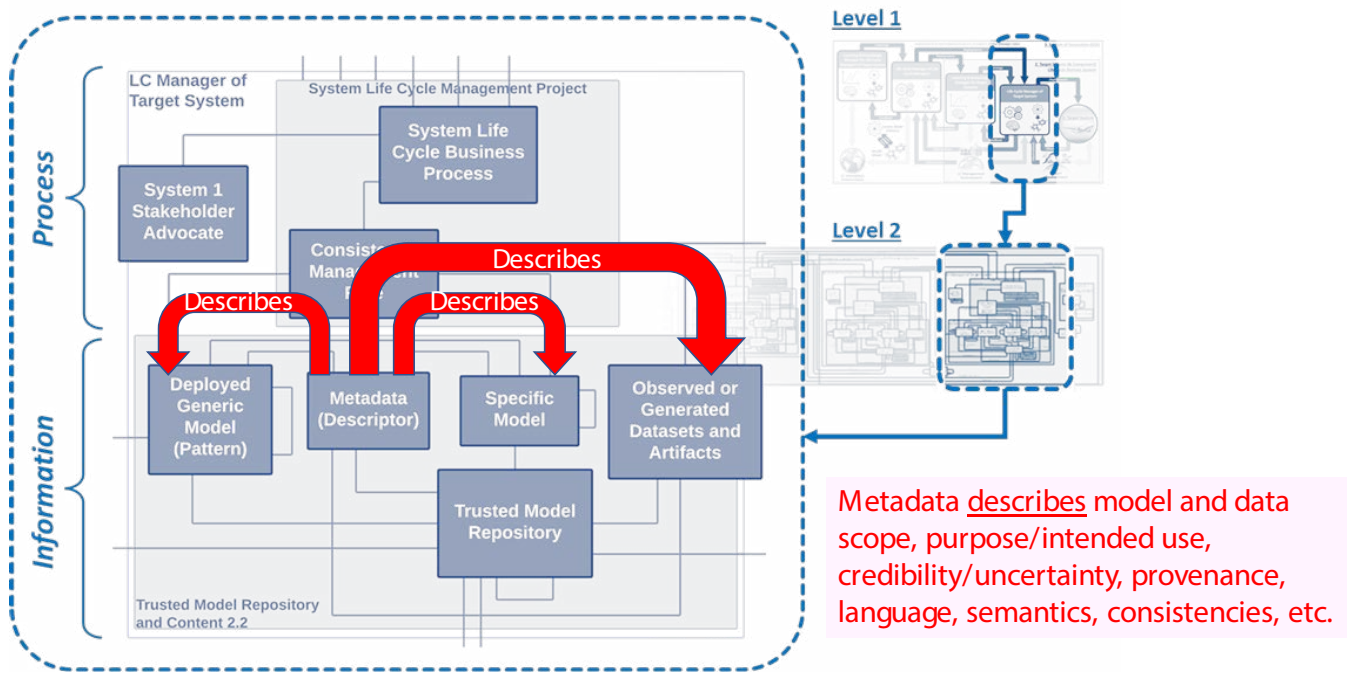 Level 1
LC Manager of
Target System
System Life Cycle Management Project
System Life
Cycle Business
Process
Process
System 1
Stakeholder
Advocate
Level 2
Describes
Describes
Describes
Information
Deployed
Generic
Model
(Pattern)
Metadata
(Descriptor)
Specific
Model
Observed or
Generated
Datasets and
Artifacts
Trusted Model
Repository
Trusted Model Repository
and Content 2.2
Metadata describes model and data
scope, purpose/intended use,
credibility/uncertainty, provenance,
language, semantics, consistencies, etc.